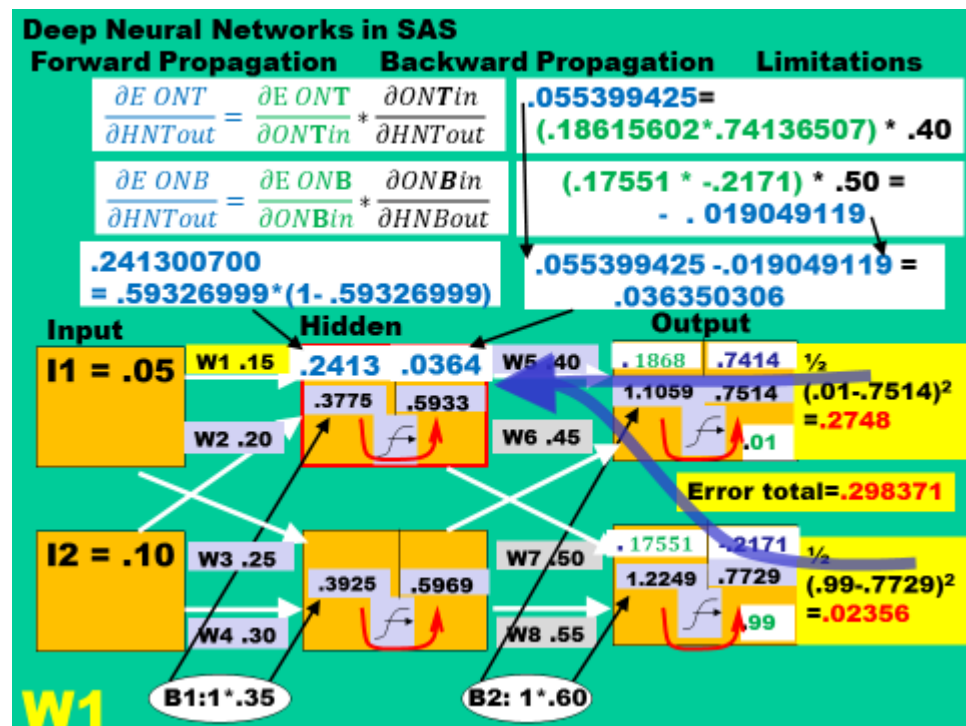 Deep Neural Networks in SAS
Forward Propagation Backward Propagation Limitations
∂E ONT / ∂HNTout = ∂E ONT / ∂ONTin * ∂ONTin / ∂HNTout
.055399425=
(.18615602*.74136507) * .40
∂E ONB / ∂HNTout = ∂E ONB / ∂ONBin * ∂ONBin / ∂HNBout
(.17551 * -.2171) * .50 =
- .019049119
.241300700
= .59326999*(1- .59326999)
.055399425 -.019049119 =
.036350306
Input Hidden Output
I1 = .05
W1 .15
.2413 .0364
W5 .40
.1868 .7414
½
.3775 .5933
1.1059 .7514
(.01-.7514)²
=.2748
W2 .20
W6 .45
.01
Error total=.298371
I2 = .10
W3 .25
W7 .50
.17551 -.2171
½
.3925 .5969
1.2249 .7729
(.99-.7729)²
=.02356
W4 .30
W8 .55
.99
B1:1*.35
B2: 1*.60
W1